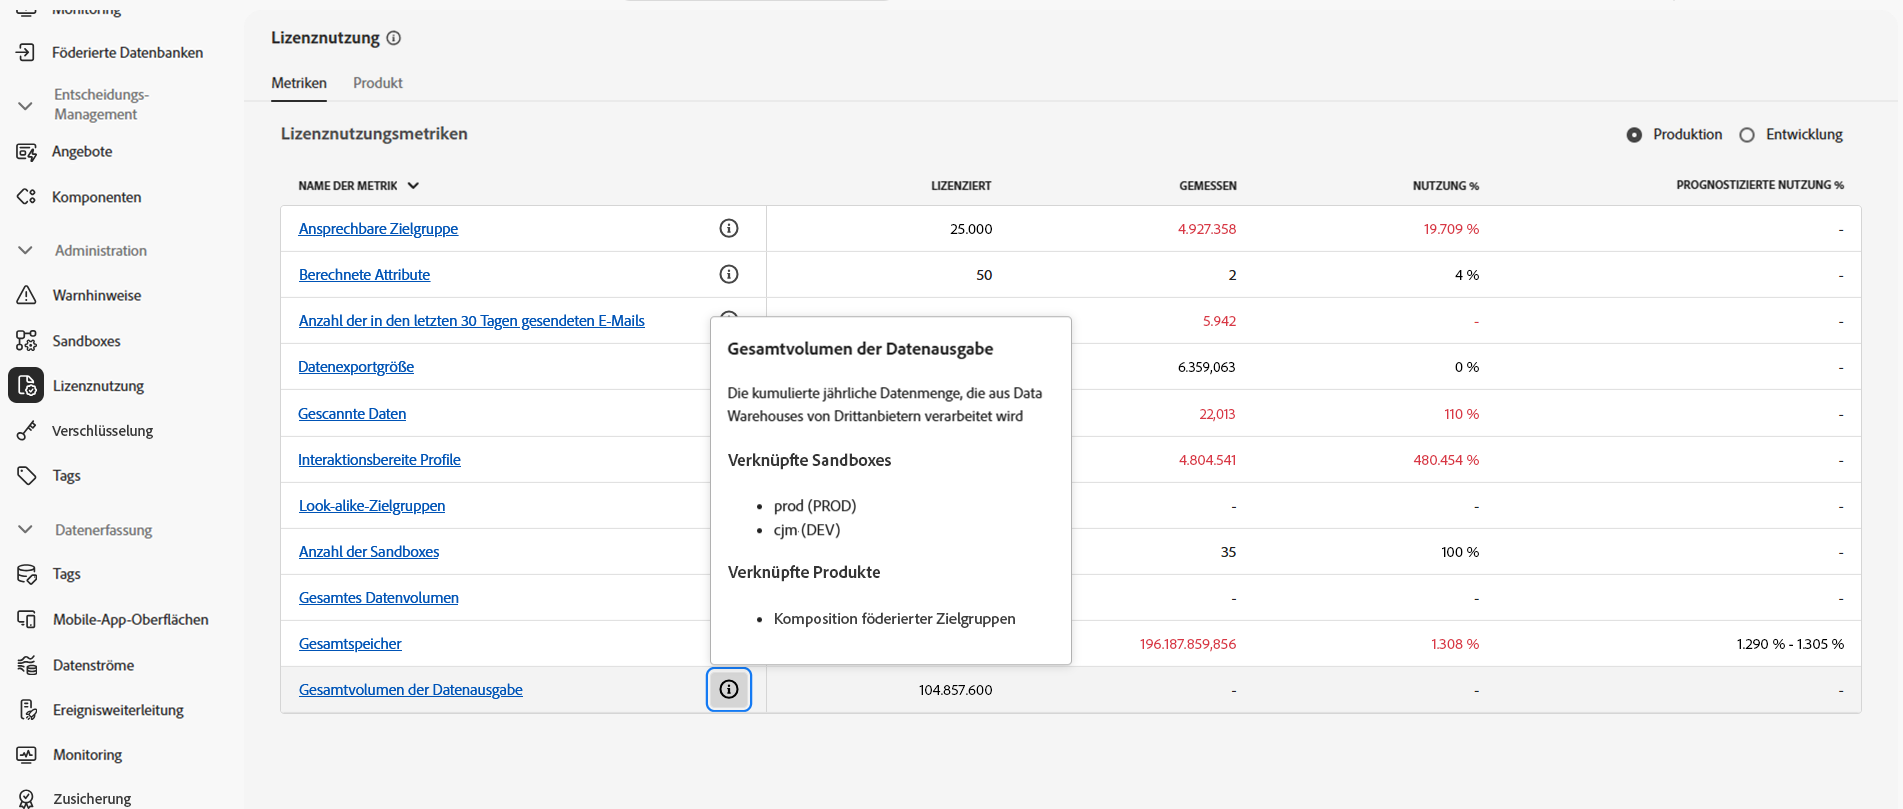 Monitoring
Föderierte Datenbanken
Entscheidungs-
Management
Angebote
Komponenten
Administration
Warnhinweise
Sandboxes
Lizenznutzung
Verschlüsselung
Tags
Datenerfassung
Tags
Mobile-App-Oberflächen
Datenströme
Ereignisweiterleitung
Monitoring
Zusicherung
Lizenznutzung
Metriken Produkt
Lizenznutzungsmetriken
Produktion Entwicklung
NAME DER METRIK LIZENZIERT GEMESSEN NUTZUNG % PROGNOSTIZIERTE NUTZUNG %
Ansprechbare Zielgruppe 25.000 4.927.358 19.709 % -
Berechnete Attribute 50 2 4 % -
Anzahl der in den letzten 30 Tagen gesendeten E-Mails 5.942 - -
Datenexportgröße 6.359,063 0 % -
Gescannte Daten 22,013 110 % -
Interaktionsbereite Profile 4.804.541 480.454 % -
Look-alike-Zielgruppen - - -
Anzahl der Sandboxes 35 100 % -
Gesamtes Datenvolumen - - -
Gesamtspeicher 196.187.859,856 1.308 % 1.290 % - 1.305 %
Gesamtvolumen der Datenausgabe 104.857.600 - - -
Gesamtvolumen der Datenausgabe
Die kumulierte jährliche Datenmenge, die aus Data
Warehouses von Drittanbietern verarbeitet wird
Verknüpfte Sandboxes
• prod (PROD)
• cjm (DEV)
Verknüpfte Produkte
• Komposition föderierter Zielgruppen